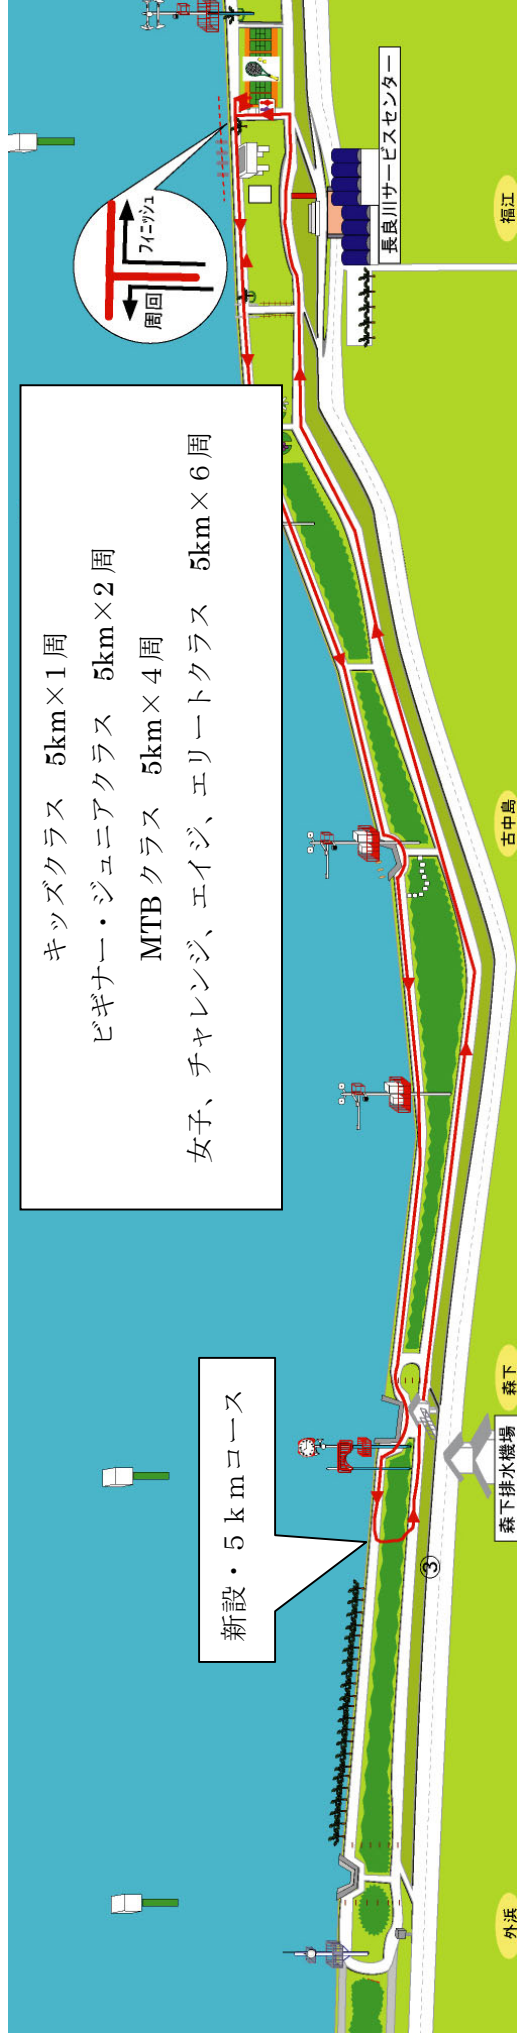 キッズクラス 5km×1周
ビギナー・ジュニアクラス 5km×2周
MTBクラス 5km×4周
女子、チャレンジ、エイジ、エリートクラス 5km×6周
新設・5kmコース
周回
フィニッシュ
長良川サービスセンター
③
森下排水機場
外浜
森下
古中島
福江